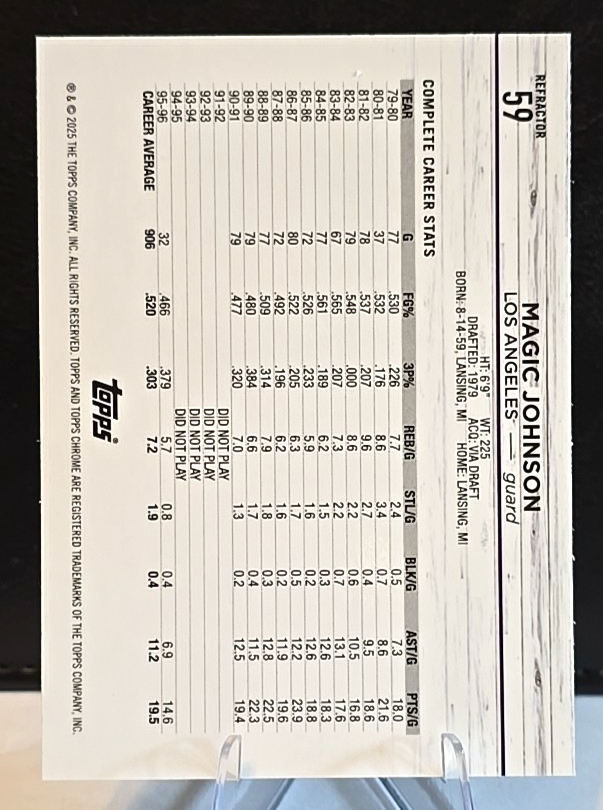 REFRACTOR
59
MAGIC JOHNSON
LOS ANGELES — guard
HT: 6'9" WT: 225
DRAFTED: 1979 ACQ: VIA DRAFT
BORN: 8-14-59, LANSING, MI HOME: LANSING, MI
COMPLETE CAREER STATS
YEAR G FG% 3P% REB/G STL/G BLK/G AST/G PTS/G
79-80 77 .530 .226 7.7 2.4 0.5 7.3 18.0
80-81 37 .532 .176 8.6 3.4 0.7 8.6 21.6
81-82 78 .537 .207 9.6 2.7 0.4 9.5 18.6
82-83 79 .548 .000 8.6 2.2 0.6 10.5 16.8
83-84 67 .565 .207 7.3 2.2 0.7 13.1 17.6
84-85 77 .561 .189 6.2 1.5 0.3 12.6 18.3
85-86 72 .526 .233 5.9 1.6 0.2 12.6 18.8
86-87 80 .522 .205 6.3 1.7 0.5 12.2 23.9
87-88 72 .492 .196 6.2 1.6 0.2 11.9 19.6
88-89 77 .509 .314 7.9 1.8 0.3 12.8 22.5
89-90 79 .480 .384 6.6 1.7 0.4 11.5 22.3
90-91 79 .477 .320 7.0 1.3 0.2 12.5 19.4
91-92 DID NOT PLAY
92-93 DID NOT PLAY
93-94 DID NOT PLAY
94-95 DID NOT PLAY
95-96 32 .466 .379 5.7 0.8 0.4 6.9 14.6
CAREER AVERAGE 906 .520 .303 7.2 1.9 0.4 11.2 19.5
topps®
® & © 2025 THE TOPPS COMPANY, INC. ALL RIGHTS RESERVED. TOPPS AND TOPPS CHROME ARE REGISTERED TRADEMARKS OF THE TOPPS COMPANY, INC.